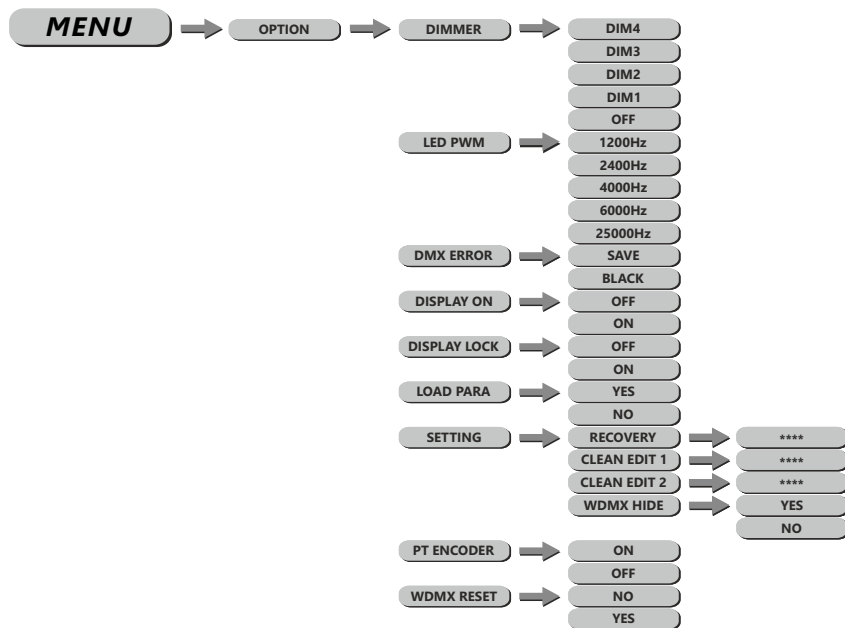 MENU OPTION DIMMER DIM4
DIM3
DIM2
DIM1
OFF
LED PWM 1200Hz
2400Hz
4000Hz
6000Hz
25000Hz
DMX ERROR SAVE
BLACK
DISPLAY ON OFF
ON
DISPLAY LOCK OFF
ON
LOAD PARA YES
NO
SETTING RECOVERY ****
CLEAN EDIT 1 ****
CLEAN EDIT 2 ****
WDMX HIDE YES
NO
PT ENCODER ON
OFF
WDMX RESET NO
YES